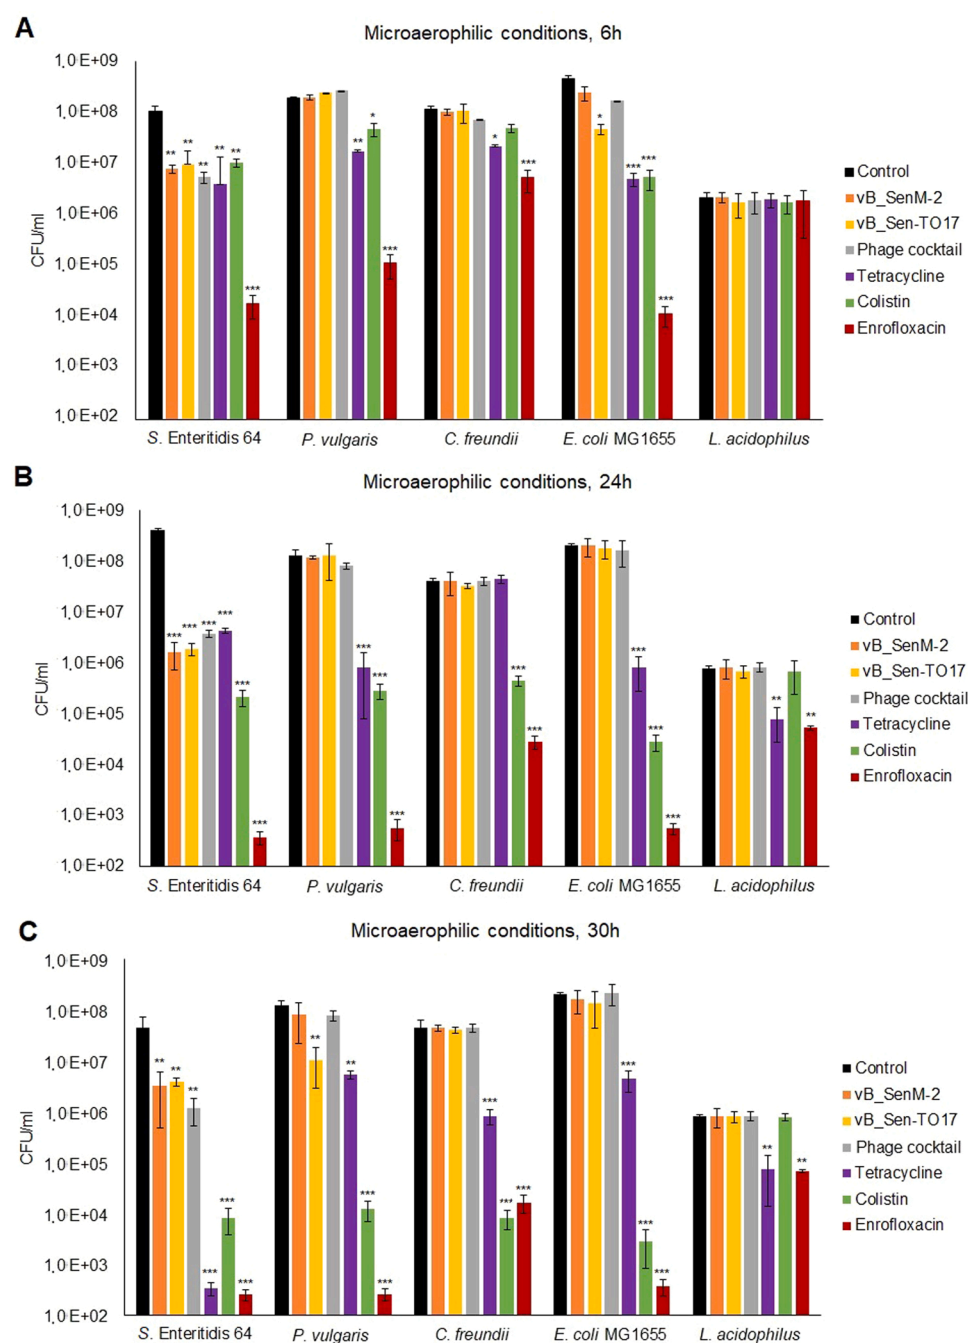 A
Microaerophilic conditions, 6h
CFU/ml
1,0E+09
1,0E+08
1,0E+07
1,0E+06
1,0E+05
1,0E+04
1,0E+03
1,0E+02
** ** ** ** ** ***
** * ***
* ***
* *** *** ***
S. Enteritidis 64
P. vulgaris
C. freundii
E. coli MG1655
L. acidophilus
Control
vB_SenM-2
vB_Sen-TO17
Phage cocktail
Tetracycline
Colistin
Enrofloxacin
B
Microaerophilic conditions, 24h
CFU/ml
1,0E+09
1,0E+08
1,0E+07
1,0E+06
1,0E+05
1,0E+04
1,0E+03
1,0E+02
*** *** *** *** *** ***
*** *** ***
*** ***
*** *** ***
** **
S. Enteritidis 64
P. vulgaris
C. freundii
E. coli MG1655
L. acidophilus
Control
vB_SenM-2
vB_Sen-TO17
Phage cocktail
Tetracycline
Colistin
Enrofloxacin
C
Microaerophilic conditions, 30h
CFU/ml
1,0E+09
1,0E+08
1,0E+07
1,0E+06
1,0E+05
1,0E+04
1,0E+03
1,0E+02
** ** ** *** *** ***
** ** *** ***
*** *** ***
*** *** ***
** **
S. Enteritidis 64
P. vulgaris
C. freundii
E. coli MG1655
L. acidophilus
Control
vB_SenM-2
vB_Sen-TO17
Phage cocktail
Tetracycline
Colistin
Enrofloxacin